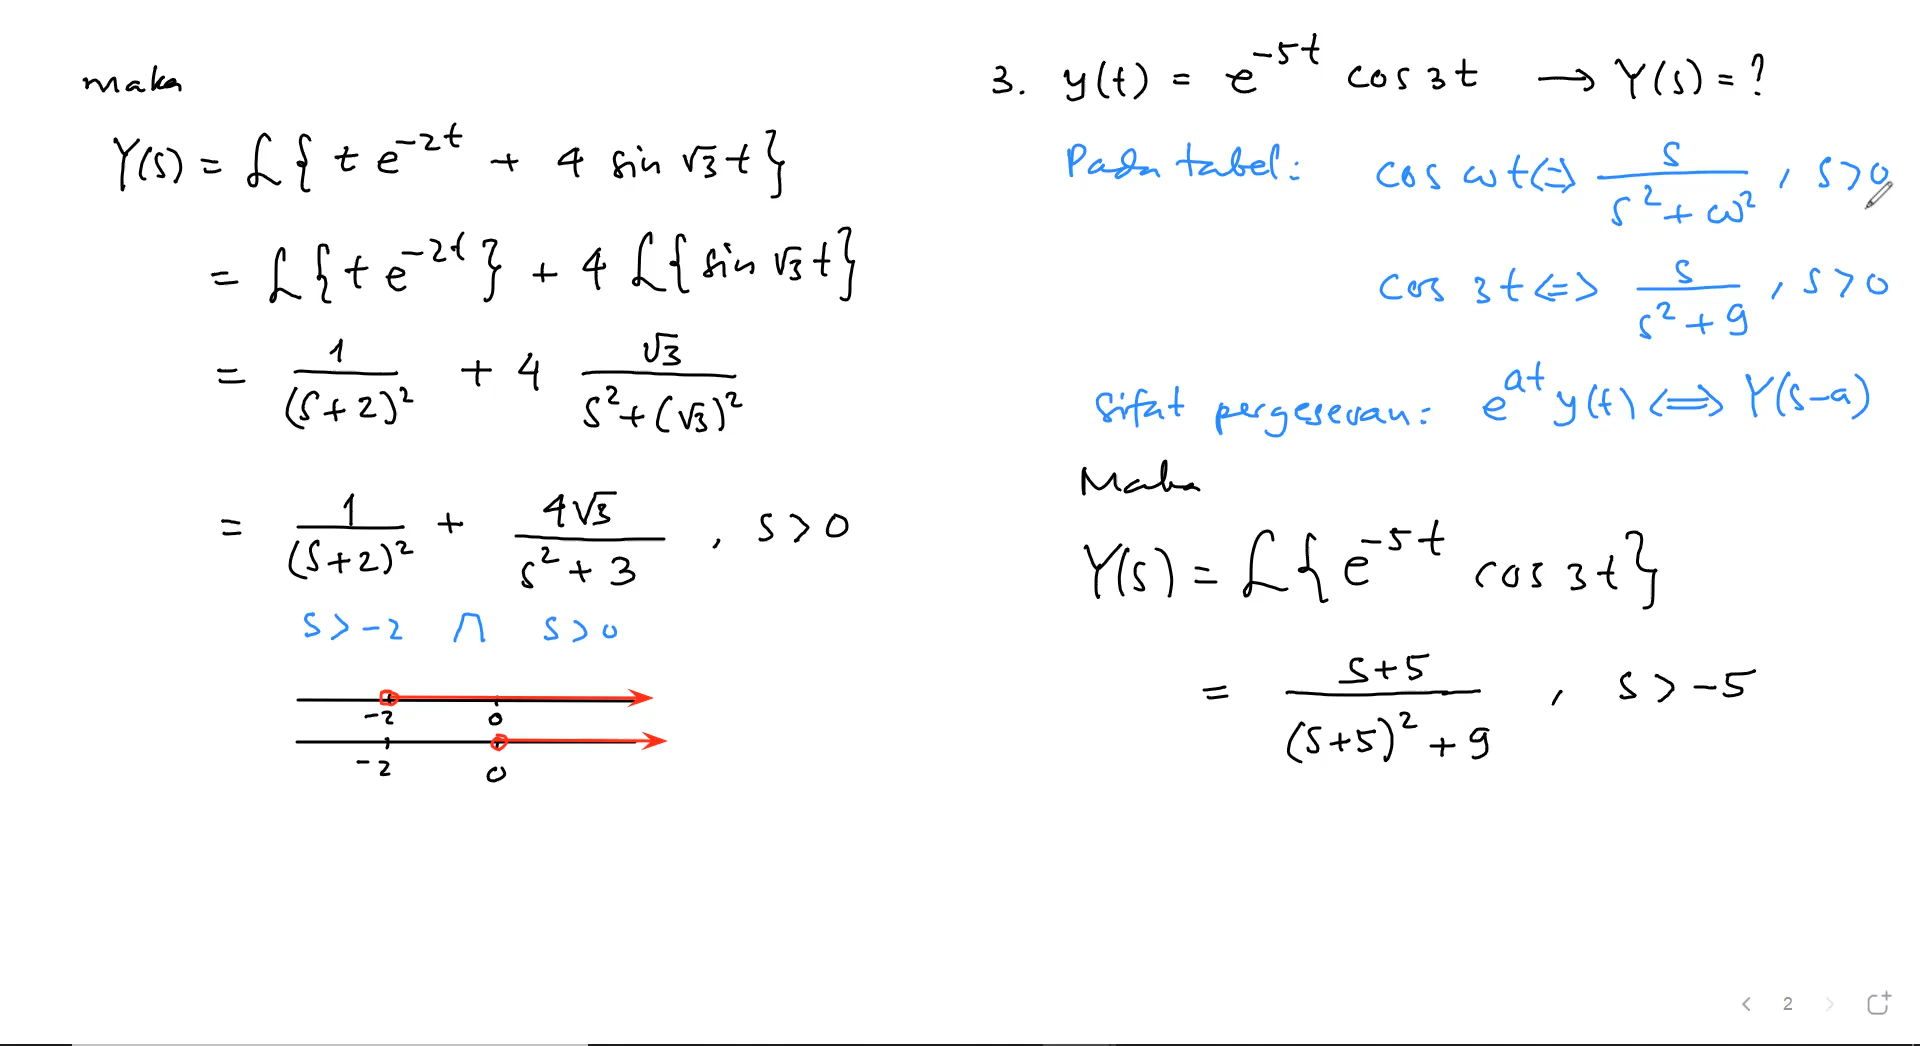 maka
Y(s) = ℒ{ t e^{-2t} + 4 sin √3 t }
= ℒ{ t e^{-2t} } + 4 ℒ{ sin √3 t }
= 1/(s+2)² + 4 √3/(s²+(√3)²)
= 1/(s+2)² + 4√3/(s²+3) , s > 0
s > -2 ∩ s > 0
-2 0
-2 0
3. y(t) = e^{-5t} cos 3t → Y(s) = ?
Pada tabel: cos ωt ⇔ s/(s²+ω²) , s > 0
cos 3t ⇔ s/(s²+9) , s > 0
Sifat pergeseran: e^{at} y(t) ⇔ Y(s-a)
Maka
Y(s) = ℒ{ e^{-5t} cos 3t }
= (s+5)/((s+5)²+9) , s > -5
2